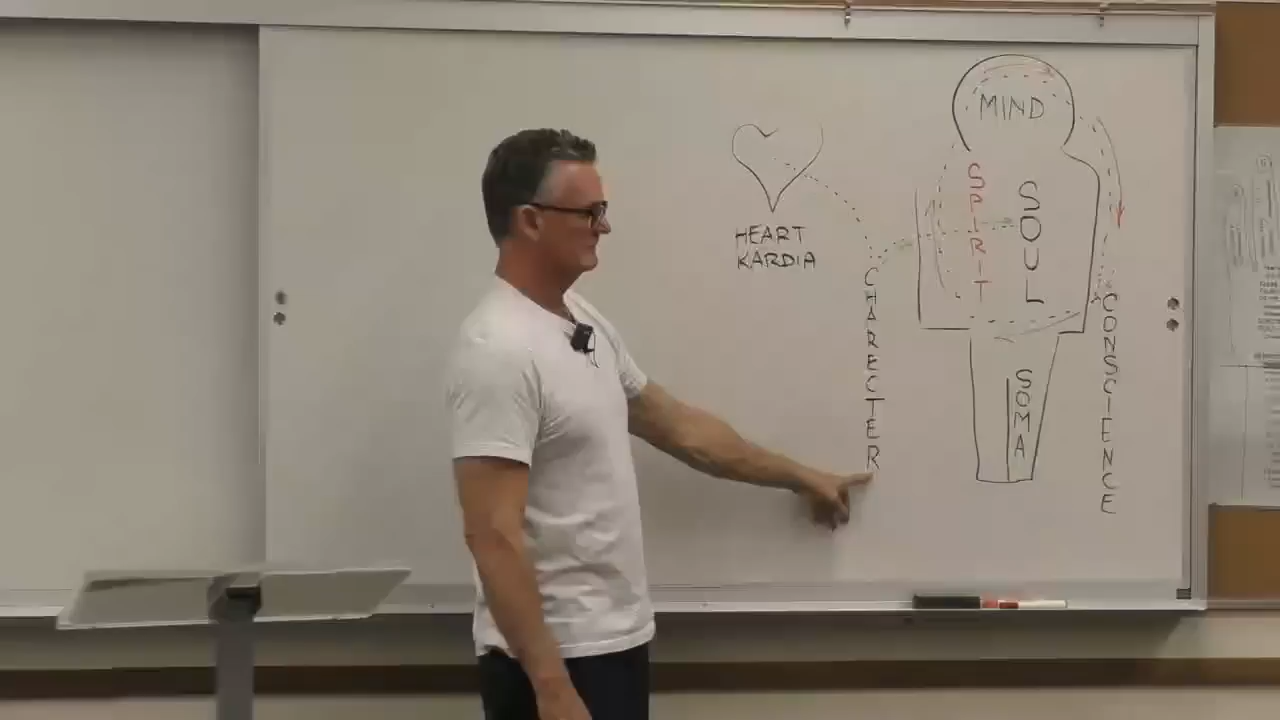 MIND
SPIRIT
SOUL
HEART
KARDIA
CHARECTER
CONSCIENCE
SOMA